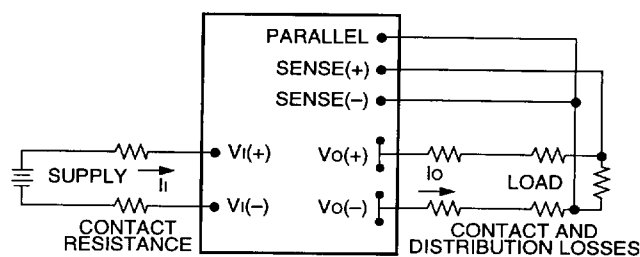 PARALLEL
SENSE(+)
SENSE(–)
VI(+)
VO(+)
SUPPLY
II
IO
LOAD
VI(–)
VO(–)
CONTACT
RESISTANCE
CONTACT AND
DISTRIBUTION LOSSES